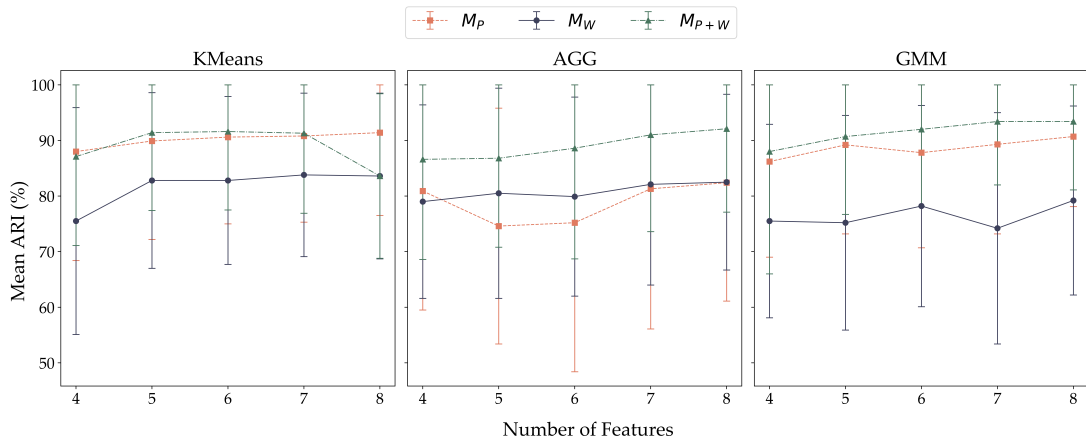 M_P M_W M_{P+W}
KMeans AGG GMM
Mean ARI (%)
100
90
80
70
60
50
4 5 6 7 8 4 5 6 7 8 4 5 6 7 8
Number of Features